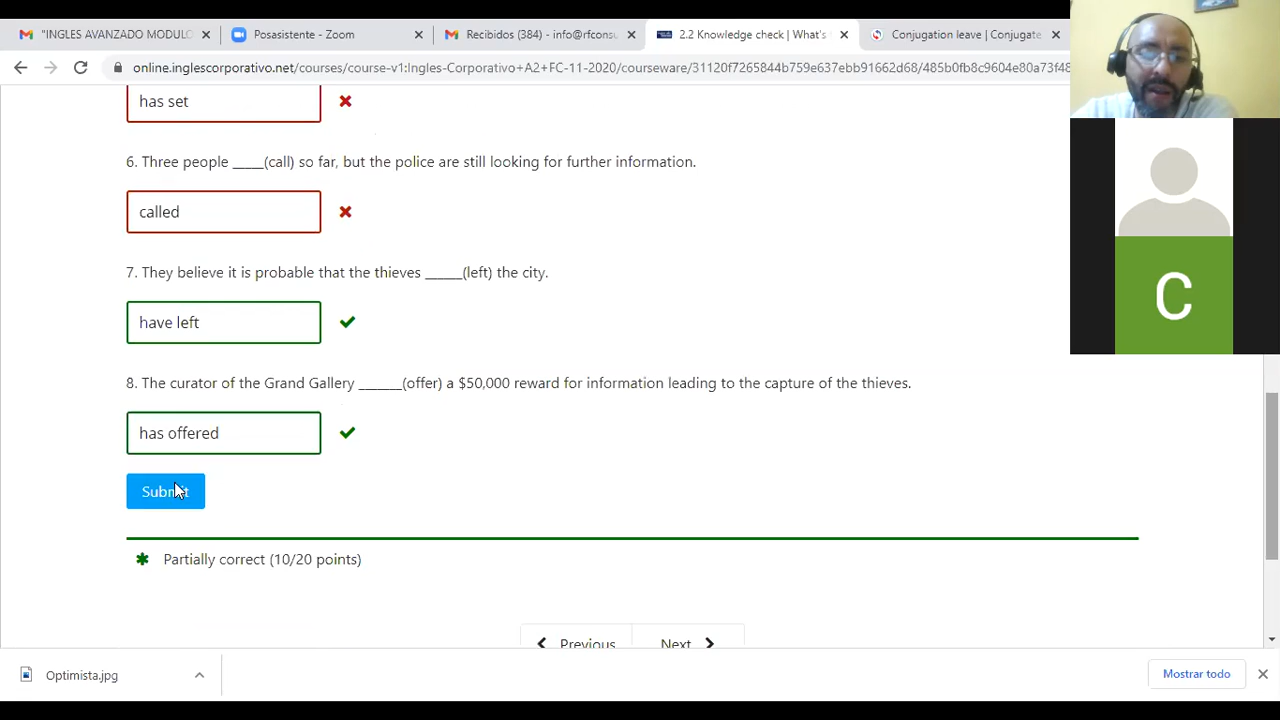 "INGLES AVANZADO MODULO
Posasistente - Zoom
Recibidos (384) - info@rfconsu
2.2 Knowledge check | What's
Conjugation leave | Conjugate
online.inglescorporativo.net/courses/course-v1:Ingles-Corporativo+A2+FC-11-2020/courseware/31120f7265844b759e637ebb91662d68/485b0fb8c9604e80a73f48
has set
6. Three people _____(call) so far, but the police are still looking for further information.
called
7. They believe it is probable that the thieves ______(left) the city.
have left
8. The curator of the Grand Gallery _______(offer) a $50,000 reward for information leading to the capture of the thieves.
has offered
Submit
Partially correct (10/20 points)
Previous
Next
Optimista.jpg
Mostrar todo
C